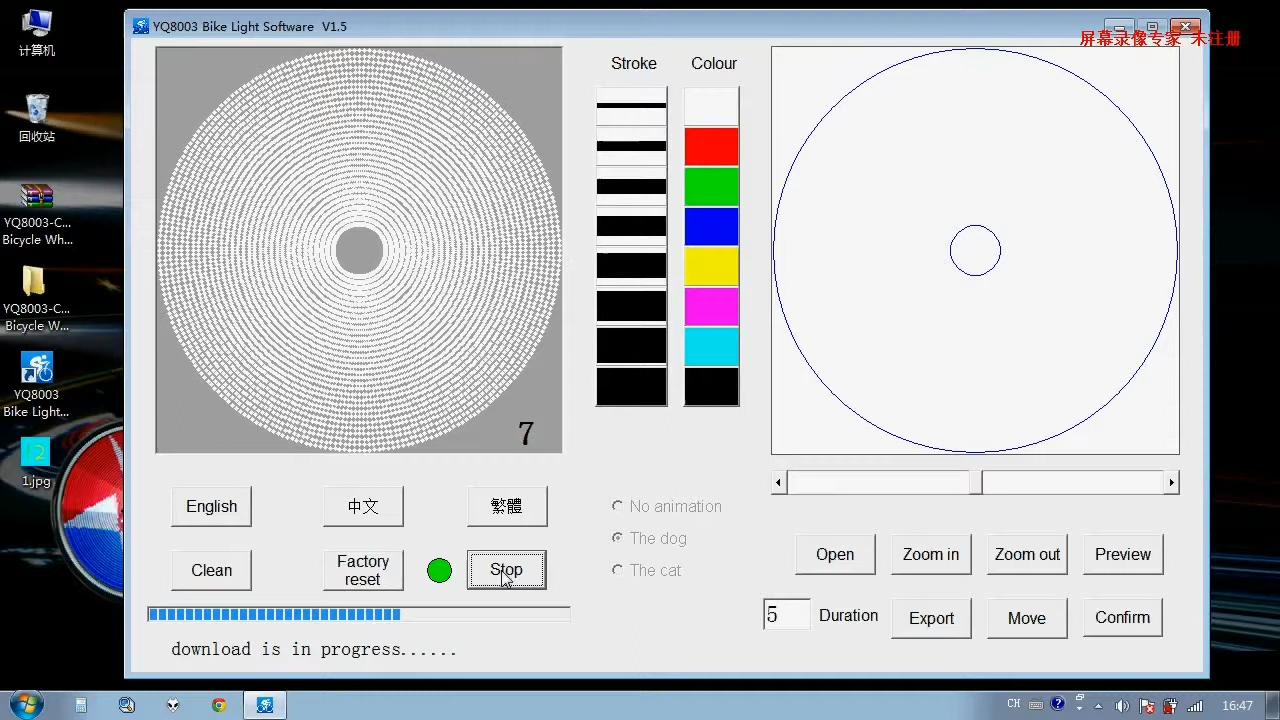 计算机
回收站
YQ8003-C...
Bicycle Wh...
YQ8003-C...
Bicycle W...
YQ8003
Bike Light...
12
1.jpg
YQ8003 Bike Light Software V1.5
屏幕录像专家 未注册
Stroke
Colour
7
English
中文
繁體
Clean
Factory
reset
Stop
download is in progress......
No animation
The dog
The cat
Open
Zoom in
Zoom out
Preview
5
Duration
Export
Move
Confirm
CH
16:47